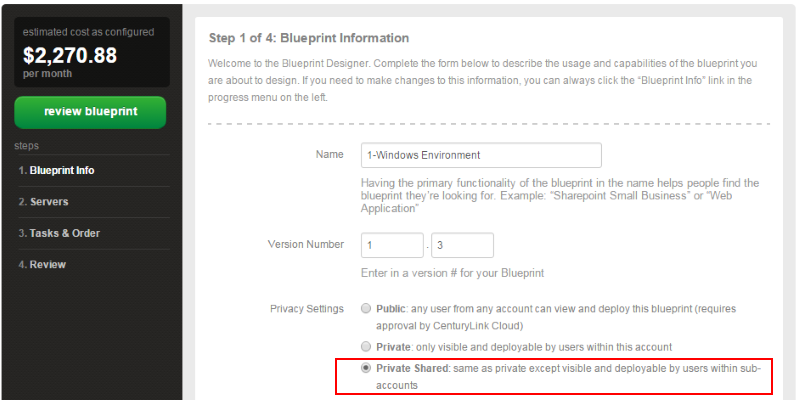 estimated cost as configured
$2,270.88
per month
review blueprint
steps
1. Blueprint Info
2. Servers
3. Tasks & Order
4. Review
Step 1 of 4: Blueprint Information
Welcome to the Blueprint Designer. Complete the form below to describe the usage and capabilities of the blueprint you
are about to design. If you need to make changes to this information, you can always click the “Blueprint Info” link in the
progress menu on the left.
Name
1-Windows Environment
Having the primary functionality of the blueprint in the name helps people find the
blueprint they're looking for. Example: “Sharepoint Small Business” or “Web
Application”
Version Number
1 . 3
Enter in a version # for your Blueprint
Privacy Settings
Public: any user from any account can view and deploy this blueprint (requires
approval by CenturyLink Cloud)
Private: only visible and deployable by users within this account
Private Shared: same as private except visible and deployable by users within sub-
accounts